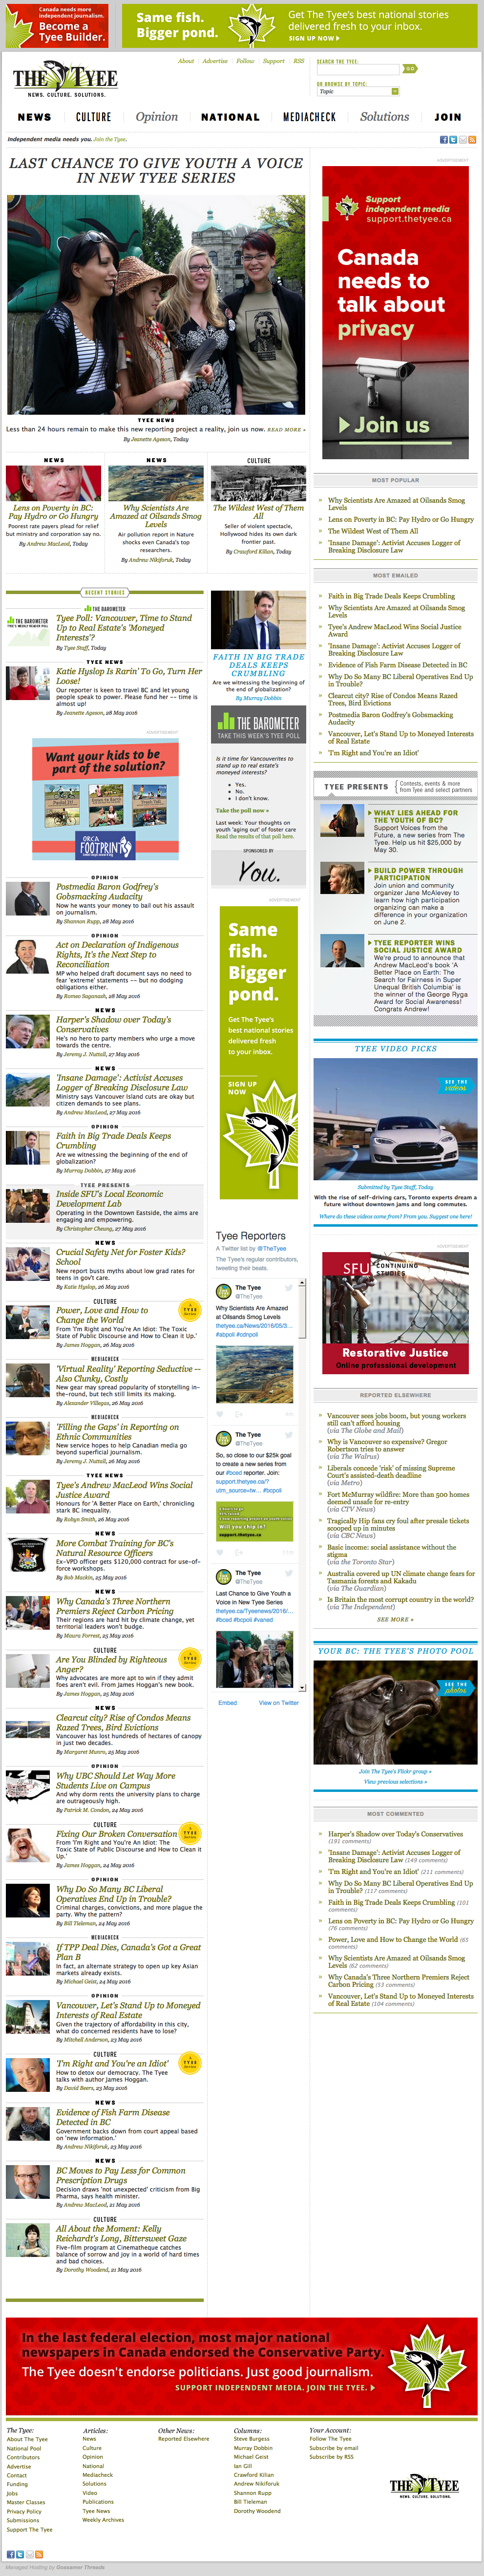 Canada needs more
independent journalism.
Become a
Tyee Builder.
Same fish.
Bigger pond.
Get The Tyee's best national stories
delivered fresh to your inbox.
SIGN UP NOW
THE TYEE
NEWS. CULTURE. SOLUTIONS.
About Advertise Follow Support RSS
SEARCH THE TYEE:
GO
OR BROWSE BY TOPIC:
Topic
NEWS CULTURE Opinion NATIONAL MEDIACHECK Solutions JOIN
Independent media needs you. Join the Tyee.
LAST CHANCE TO GIVE YOUTH A VOICE
IN NEW TYEE SERIES
TYEE NEWS
Less than 24 hours remain to make this new reporting project a reality, join us now. READ MORE »
By Jeanette Ageson, Today
NEWS
Lens on Poverty in BC:
Pay Hydro or Go Hungry
Poorest rate payers plead for relief
but ministry and corporation say no.
By Andrew MacLeod, Today
NEWS
Why Scientists Are
Amazed at Oilsands Smog
Levels
Air pollution report in Nature
shocks even Canada's top
researchers.
By Andrew Nikiforuk, Today
CULTURE
The Wildest West of Them
All
Seller of violent spectacle,
Hollywood hides its own dark
frontier past.
By Crawford Kilian, Today
RECENT STORIES
THE BAROMETER
Tyee Poll: Vancouver, Time to Stand
Up to Real Estate's 'Moneyed
Interests'?
By Tyee Staff, Today
TYEE NEWS
Katie Hyslop Is Rarin' To Go, Turn Her
Loose!
Our reporter is keen to travel BC and let young
people speak to power. Please fund her -- time is
almost up!
By Jeanette Ageson, 28 May 2016
ADVERTISEMENT
Want your kids to be
part of the solution?
ORCA
FOOTPRINTS
OPINION
Postmedia Baron Godfrey's
Gobsmacking Audacity
Now he wants your money to bail out his assault
on journalism.
By Shannon Rupp, 28 May 2016
OPINION
Act on Declaration of Indigenous
Rights, It's the Next Step to
Reconciliation
MP who helped draft document says no need to
fear 'extreme' statements -- but no dodging
obligations either.
By Romeo Saganash, 28 May 2016
NEWS
Harper's Shadow over Today's
Conservatives
He's no hero to party members who urge a move
towards the centre.
By Jeremy J. Nuttall, 27 May 2016
NEWS
'Insane Damage': Activist Accuses
Logger of Breaking Disclosure Law
Ministry says Vancouver Island cuts are okay but
citizen demands to see plans.
By Andrew MacLeod, 27 May 2016
OPINION
Faith in Big Trade Deals Keeps
Crumbling
Are we witnessing the beginning of the end of
globalization?
By Murray Dobbin, 27 May 2016
TYEE PRESENTS
Inside SFU's Local Economic
Development Lab
Operating in the Downtown Eastside, the aims are
engaging and empowering.
By Christopher Cheung, 27 May 2016
NEWS
Crucial Safety Net for Foster Kids?
School
New report busts myths about low grad rates for
teens in gov't care.
By Katie Hyslop, 26 May 2016
CULTURE
Power, Love and How to
Change the World
From 'I'm Right and You're An Idiot: The Toxic
State of Public Discourse and How to Clean it Up.'
By James Hoggan, 26 May 2016
MEDIACHECK
'Virtual Reality' Reporting Seductive --
Also Clunky, Costly
New gear may spread popularity of storytelling in-
the-round, but tech still limits its making.
By Alexander Villegas, 26 May 2016
MEDIACHECK
'Filling the Gaps' in Reporting on
Ethnic Communities
New service hopes to help Canadian media go
beyond superficial journalism.
By Jeremy J. Nuttall, 26 May 2016
TYEE NEWS
Tyee's Andrew MacLeod Wins Social
Justice Award
Honours for 'A Better Place on Earth,' chronicling
stark BC inequality.
By Robyn Smith, 26 May 2016
NEWS
More Combat Training for BC's
Natural Resource Officers
Ex-VPD officer gets $120,000 contract for use-of-
force workshops.
By Bob Mackin, 25 May 2016
NEWS
Why Canada's Three Northern
Premiers Reject Carbon Pricing
Their regions are hard hit by climate change, yet
territorial leaders won't budge.
By Maura Forrest, 25 May 2016
CULTURE
Are You Blinded by Righteous
Anger?
Why advocates are more apt to win if they admit
foes aren't evil. From James Hoggan's new book.
By James Hoggan, 25 May 2016
NEWS
Clearcut city? Rise of Condos Means
Razed Trees, Bird Evictions
Vancouver has lost hundreds of hectares of canopy
in just two decades.
By Margaret Munro, 25 May 2016
OPINION
Why UBC Should Let Way More
Students Live on Campus
And why dorm rents the university plans to charge
are outrageously high.
By Patrick M. Condon, 24 May 2016
CULTURE
Fixing Our Broken Conversation
From 'I'm Right and You're An Idiot: The Toxic
State of Public Discourse and How to Clean it
Up.'
By James Hoggan, 24 May 2016
OPINION
Why Do So Many BC Liberal
Operatives End Up in Trouble?
Criminal charges, convictions, and more plague the
party. Why the pattern?
By Bill Tieleman, 24 May 2016
MEDIACHECK
If TPP Deal Dies, Canada's Got a Great
Plan B
In fact, an alternate strategy to open up key Asian
markets already exists.
By Michael Geist, 24 May 2016
OPINION
Vancouver, Let's Stand Up to Moneyed
Interests of Real Estate
Given the trajectory of affordability in this city,
what do concerned residents have to lose?
By Mitchell Anderson, 23 May 2016
CULTURE
'I'm Right and You're an Idiot'
How to detox our democracy. The Tyee
talks with author James Hoggan.
By David Beers, 23 May 2016
NEWS
Evidence of Fish Farm Disease
Detected in BC
Government backs down from court appeal based
on 'new information.'
By Andrew Nikiforuk, 23 May 2016
NEWS
BC Moves to Pay Less for Common
Prescription Drugs
Decision draws 'not unexpected' criticism from Big
Pharma, says health minister.
By Andrew MacLeod, 21 May 2016
CULTURE
All About the Moment: Kelly
Reichardt's Long, Bittersweet Gaze
Five-film program at Cinematheque catches
balance of sorrow and joy in a world of hard times
and bad choices.
By Dorothy Woodend, 21 May 2016
FAITH IN BIG TRADE
DEALS KEEPS
CRUMBLING
Are we witnessing the beginning
of the end of globalization?
By Murray Dobbin
THE BAROMETER
TAKE THIS WEEK'S TYEE POLL
Is it time for Vancouverites to
stand up to real estate's
moneyed interests?
Yes.
No.
I don't know.
Take the poll now »
Last week: Your thoughts on
youth 'aging out' of foster care
Read the results of that poll here.
SPONSORED BY
You.
ADVERTISEMENT
Same
fish.
Bigger
pond.
Get The Tyee's
best national stories
delivered fresh
to your inbox.
SIGN UP
NOW
Tyee Reporters
A Twitter list by @TheTyee
The Tyee's regular contributors,
tweeting their beats.
The Tyee
@TheTyee
Why Scientists Are Amazed
at Oilsands Smog Levels
thetyee.ca/News/2016/05/3...
#abpoli #cdnpoli
The Tyee
@TheTyee
So, so close to our $25k goal
to create a new series from
our #bced reporter. Join:
support.thetyee.ca/?
utm_source=tw... #bcpoli
Will you chip in?
support.thetyee.ca
The Tyee
@TheTyee
Last Chance to Give Youth a
Voice in New Tyee Series
thetyee.ca/Tyeenews/2016/...
#bced #bcpoli #vaned
Embed View on Twitter
ADVERTISEMENT
Support
independent media
support.thetyee.ca
Canada
needs to
talk about
privacy
Join us
MOST POPULAR
Why Scientists Are Amazed at Oilsands Smog
Levels
Lens on Poverty in BC: Pay Hydro or Go Hungry
The Wildest West of Them All
'Insane Damage': Activist Accuses Logger of
Breaking Disclosure Law
MOST EMAILED
Faith in Big Trade Deals Keeps Crumbling
Why Scientists Are Amazed at Oilsands Smog
Levels
Tyee's Andrew MacLeod Wins Social Justice
Award
'Insane Damage': Activist Accuses Logger of
Breaking Disclosure Law
Evidence of Fish Farm Disease Detected in BC
Why Do So Many BC Liberal Operatives End Up
in Trouble?
Clearcut city? Rise of Condos Means Razed
Trees, Bird Evictions
Postmedia Baron Godfrey's Gobsmacking
Audacity
Vancouver, Let's Stand Up to Moneyed Interests
of Real Estate
'I'm Right and You're an Idiot'
TYEE PRESENTS
Contests, events & more
from Tyee and select partners
WHAT LIES AHEAD FOR
THE YOUTH OF BC?
Support Voices from the
Future, a new series from The
Tyee. Help us hit $25,000 by
May 30.
BUILD POWER THROUGH
PARTICIPATION
Join union and community
organizer Jane McAlevey to
learn how high participation
organizing can make a
difference in your organization
on June 2.
TYEE REPORTER WINS
SOCIAL JUSTICE AWARD
We're proud to announce that
Andrew MacLeod's book 'A
Better Place on Earth: The
Search for Fairness in Super
Unequal British Columbia' is
the winner of the George Ryga
Award for Social Awareness!
Congrats Andrew!
TYEE VIDEO PICKS
SEE THE
videos
Submitted by Tyee Staff, Today
With the rise of self-driving cars, Toronto experts dream a
future without downtown jams and long commutes.
Where do these videos come from? From you. Suggest one here!
ADVERTISEMENT
SFU CONTINUING
STUDIES
Restorative Justice
Online professional development
REPORTED ELSEWHERE
Vancouver sees jobs boom, but young workers
still can't afford housing
(via The Globe and Mail)
Why is Vancouver so expensive? Gregor
Robertson tries to answer
(via The Walrus)
Liberals concede 'risk' of missing Supreme
Court's assisted-death deadline
(via Metro)
Fort McMurray wildfire: More than 500 homes
deemed unsafe for re-entry
(via CTV News)
Tragically Hip fans cry foul after presale tickets
scooped up in minutes
(via CBC News)
Basic income: social assistance without the
stigma
(via the Toronto Star)
Australia covered up UN climate change fears for
Tasmania forests and Kakadu
(via The Guardian)
Is Britain the most corrupt country in the world?
(via The Independent)
SEE MORE »
YOUR BC: THE TYEE'S PHOTO POOL
SEE THE
photos
Join The Tyee's Flickr group »
View previous selections »
MOST COMMENTED
Harper's Shadow over Today's Conservatives
(191 comments)
'Insane Damage': Activist Accuses Logger of
Breaking Disclosure Law (149 comments)
'I'm Right and You're an Idiot' (211 comments)
Why Do So Many BC Liberal Operatives End Up
in Trouble? (117 comments)
Faith in Big Trade Deals Keeps Crumbling (101
comments)
Lens on Poverty in BC: Pay Hydro or Go Hungry
(76 comments)
Power, Love and How to Change the World (65
comments)
Why Scientists Are Amazed at Oilsands Smog
Levels (62 comments)
Why Canada's Three Northern Premiers Reject
Carbon Pricing (53 comments)
Vancouver, Let's Stand Up to Moneyed Interests
of Real Estate (104 comments)
In the last federal election, most major national
newspapers in Canada endorsed the Conservative Party.
The Tyee doesn't endorse politicians. Just good journalism.
SUPPORT INDEPENDENT MEDIA. JOIN THE TYEE.
The Tyee:
About The Tyee
National Pool
Contributors
Advertise
Contact
Funding
Jobs
Master Classes
Privacy Policy
Submissions
Support The Tyee
Articles:
News
Culture
Opinion
National
Mediacheck
Solutions
Video
Publications
Tyee News
Weekly Archives
Other News:
Reported Elsewhere
Columns:
Steve Burgess
Murray Dobbin
Michael Geist
Ian Gill
Crawford Kilian
Andrew Nikiforuk
Shannon Rupp
Bill Tieleman
Dorothy Woodend
Your Account:
Follow The Tyee
Subscribe by email
Subscribe by RSS
THE TYEE
NEWS. CULTURE. SOLUTIONS.
Managed Hosting by Gossamer Threads